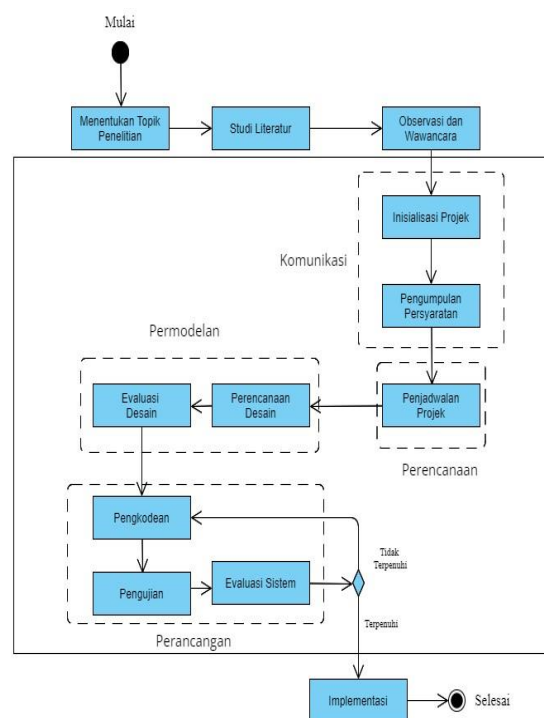 Mulai
Menentukan Topik
Penelitian
Studi Literatur
Observasi dan
Wawancara
Inisialisasi Projek
Komunikasi
Pengumpulan
Persyaratan
Permodelan
Evaluasi
Desain
Perencanaan
Desain
Penjadwalan
Projek
Perencanaan
Pengkodean
Tidak
Terpenuhi
Pengujian
Evaluasi Sistem
Terpenuhi
Perancangan
Implementasi
Selesai